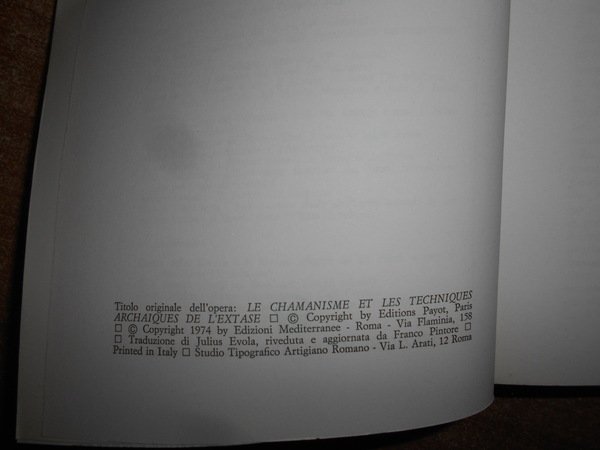 Titolo originale dell'opera: LE CHAMANISME ET LES TECHNIQUES
ARCHAIQUES DE L'EXTASE □ © Copyright by Editions Payot, Paris
□ © Copyright 1974 by Edizioni Mediterranee - Roma - Via Flaminia, 158
□ Traduzione di Julius Evola, riveduta e aggiornata da Franco Pintore □
Printed in Italy □ Studio Tipografico Artigiano Romano - Via L. Arati, 12 Roma